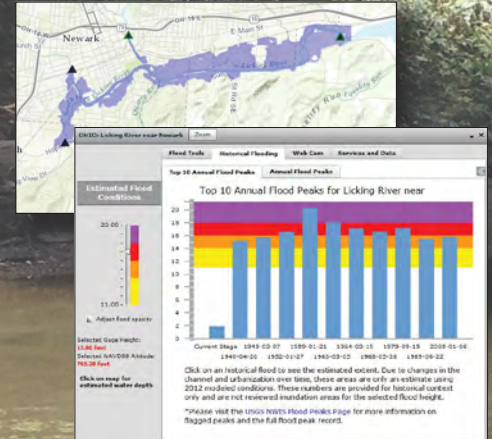 Newark
E Main St
OHIO: Licking River near Newark Zoom
Flood Tools Historical Flooding Web Cam Services and Data
Top 10 Annual Flood Peaks Annual Flood Peaks
Estimated Flood
Conditions
20.00
11.00
Adjust flood opacity
Selected Gage Height:
Selected NAVD88 Altitude:
Click on map for
estimated water depth
Top 10 Annual Flood Peaks for Licking River near
20
18
16
14
12
10
8
6
4
2
0
Current Stage 1945-03-07 1959-01-21 1964-03-10 1979-09-15 2005-01-06
1940-04-20 1952-01-27 1963-03-05 1968-05-28
Click on an historical flood to see the estimated extent. Due to changes in the
channel and urbanization over time, these areas are only an estimate using
2012 modeled conditions. These numbers are provided for historical context
only and are not reviewed inundation areas for the selected flood height.
*Please visit the USGS NWIS Flood Peaks Page for more information on
flagged peaks and the full flood peak record.